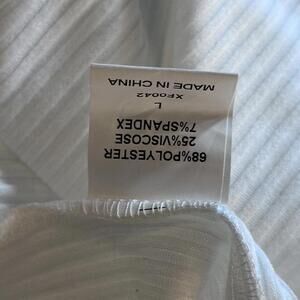 68%POLYESTER
25%VISCOSE
7%SPANDEX
L
XF0042
MADE IN CHINA